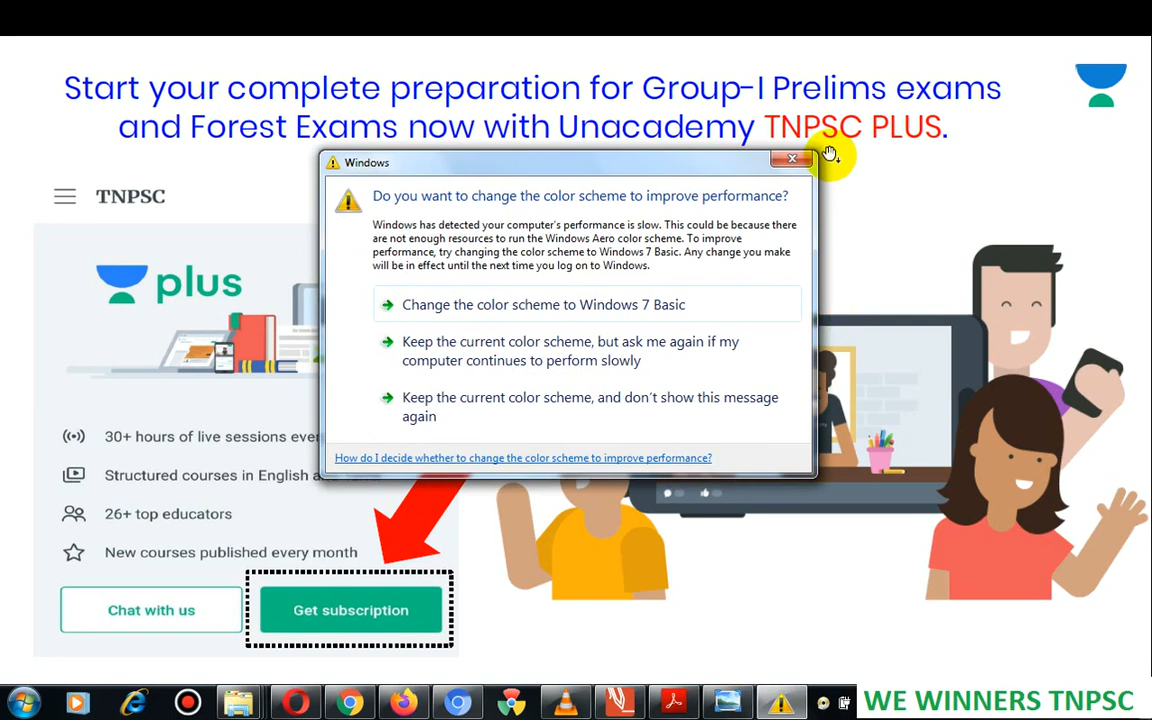 Start your complete preparation for Group-I Prelims exams
and Forest Exams now with Unacademy TNPSC PLUS.
Windows
Do you want to change the color scheme to improve performance?
Windows has detected your computer's performance is slow. This could be because there
are not enough resources to run the Windows Aero color scheme. To improve
performance, try changing the color scheme to Windows 7 Basic. Any change you make
will be in effect until the next time you log on to Windows.
Change the color scheme to Windows 7 Basic
Keep the current color scheme, but ask me again if my
computer continues to perform slowly
Keep the current color scheme, and don't show this message
again
How do I decide whether to change the color scheme to improve performance?
TNPSC
plus
30+ hours of live sessions
Structured courses in English
26+ top educators
New courses published every month
Chat with us
Get subscription
WE WINNERS TNPSC